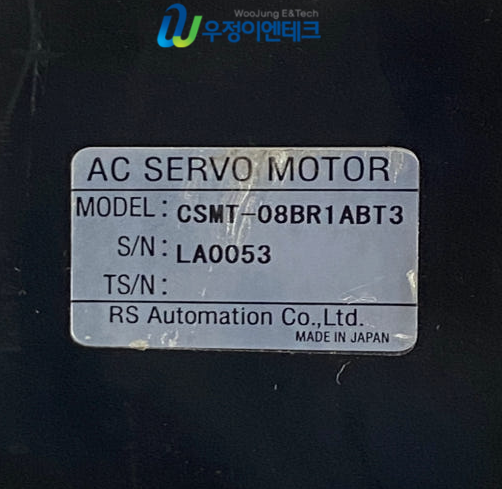 WooJung E&Tech
우정이엔테크
AC SERVO MOTOR
MODEL: CSMT-08BR1ABT3
S/N: LA0053
TS/N:
RS Automation Co.,Ltd.
MADE IN JAPAN